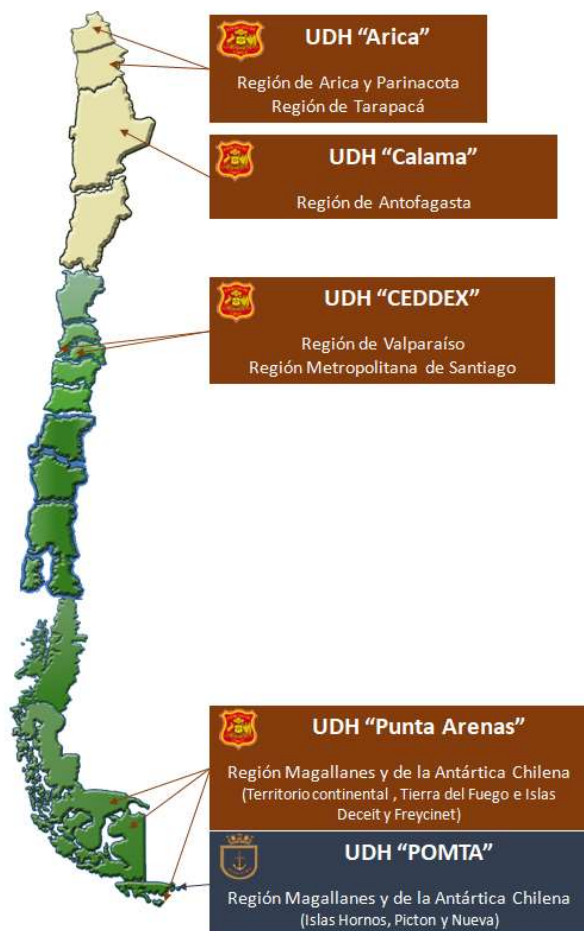 UDH “Arica”
Región de Arica y Parinacota
Región de Tarapacá
UDH “Calama”
Región de Antofagasta
UDH “CEDDEX”
Región de Valparaíso
Región Metropolitana de Santiago
UDH “Punta Arenas”
Región Magallanes y de la Antártica Chilena
(Territorio continental , Tierra del Fuego e Islas
Deceit y Freycinet)
UDH “POMTA”
Región Magallanes y de la Antártica Chilena
(Islas Hornos, Picton y Nueva)